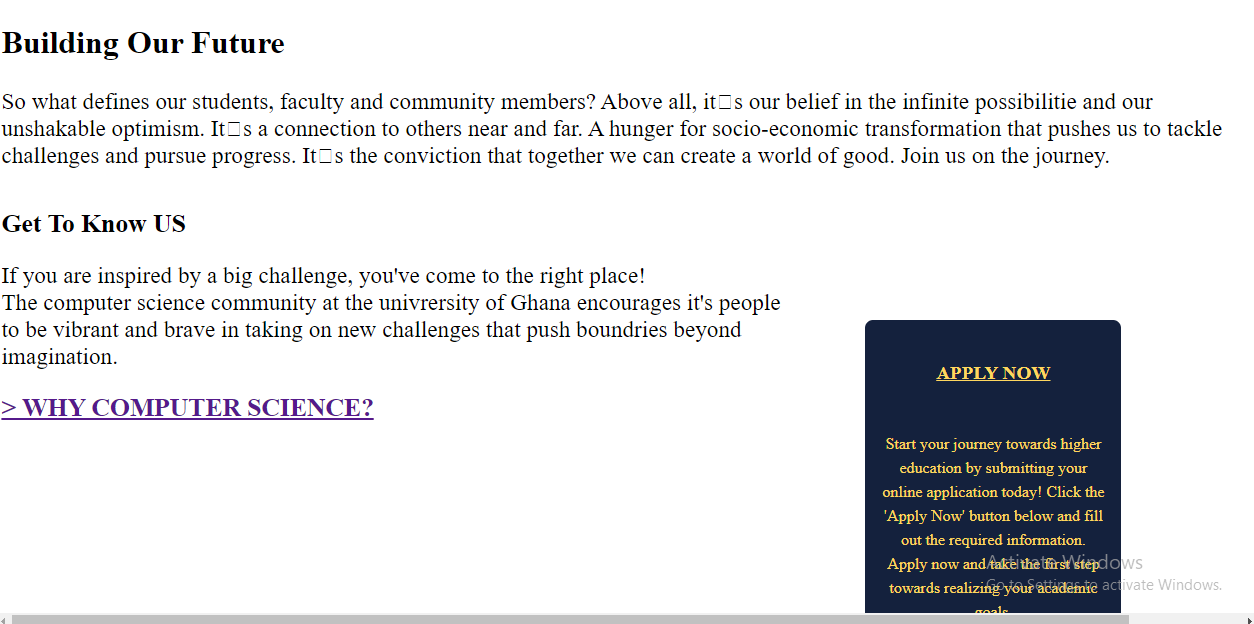 Building Our Future
So what defines our students, faculty and community members? Above all, it□s our belief in the infinite possibilitie and our
unshakable optimism. It□s a connection to others near and far. A hunger for socio-economic transformation that pushes us to tackle
challenges and pursue progress. It□s the conviction that together we can create a world of good. Join us on the journey.
Get To Know US
If you are inspired by a big challenge, you've come to the right place!
The computer science community at the univrersity of Ghana encourages it's people
to be vibrant and brave in taking on new challenges that push boundries beyond
imagination.
> WHY COMPUTER SCIENCE?
APPLY NOW
Start your journey towards higher
education by submitting your
online application today! Click the
'Apply Now' button below and fill
out the required information.
Apply now and take the first step
towards realizing your academic
goals.
Activate Windows
Go to Settings to activate Windows.